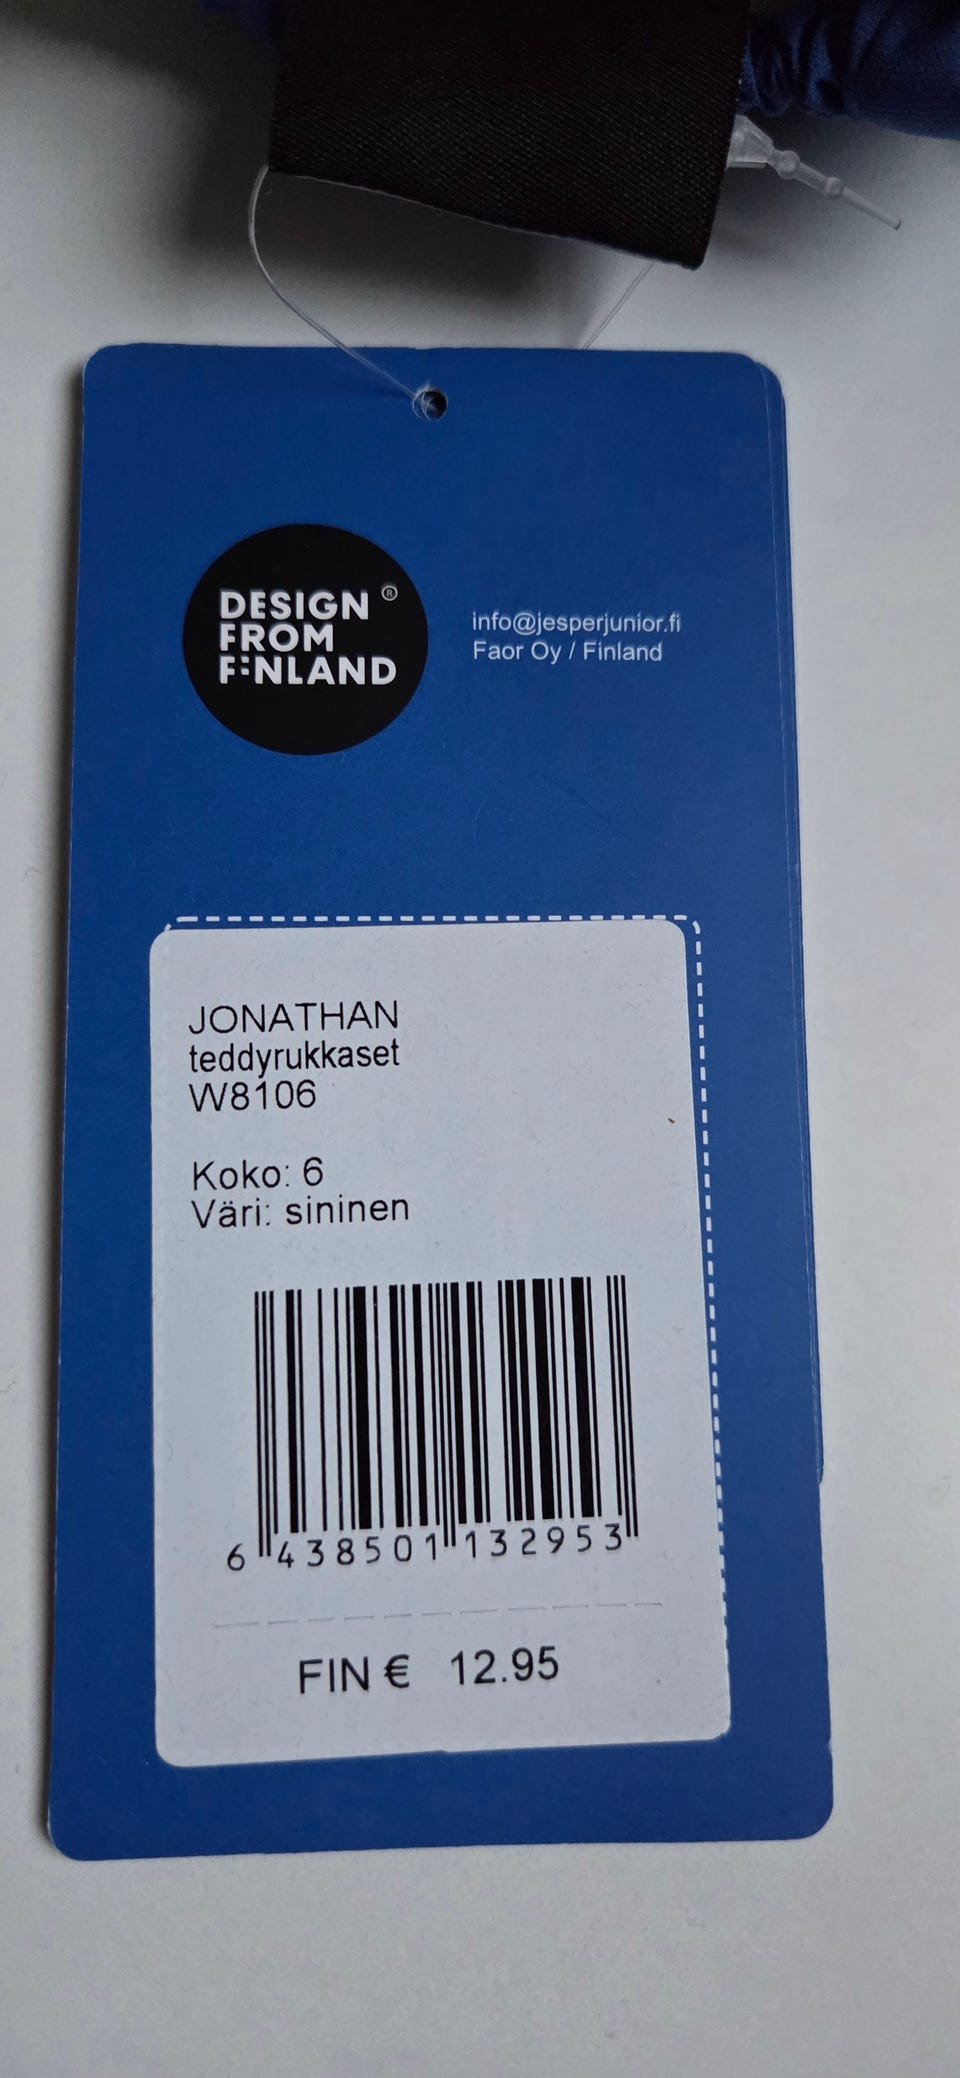 DESIGN ®
FROM
FINLAND
info@jesperjunior.fi
Faor Oy / Finland
JONATHAN
teddyrukkaset
W8106
Koko: 6
Väri: sininen
6 438501 132953
FIN € 12.95